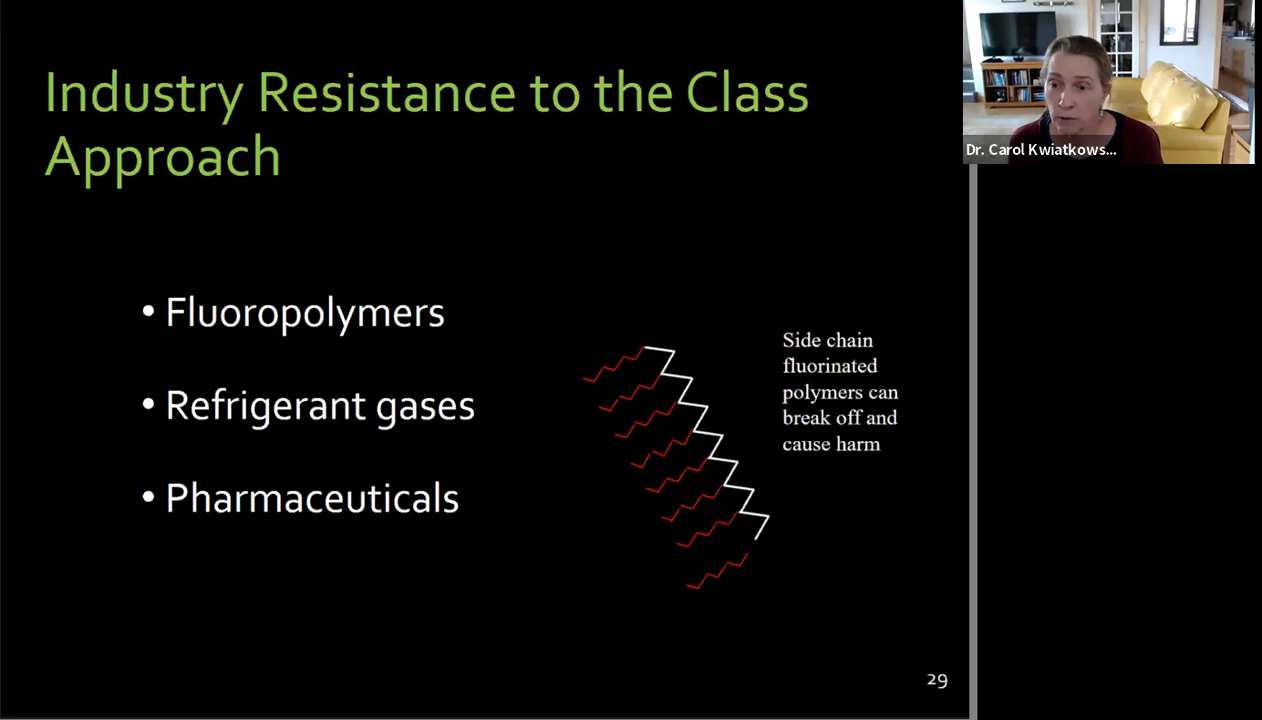 Industry Resistance to the Class
Approach
Dr. Carol Kwiatkows...
• Fluoropolymers
• Refrigerant gases
• Pharmaceuticals
Side chain
fluorinated
polymers can
break off and
cause harm
29